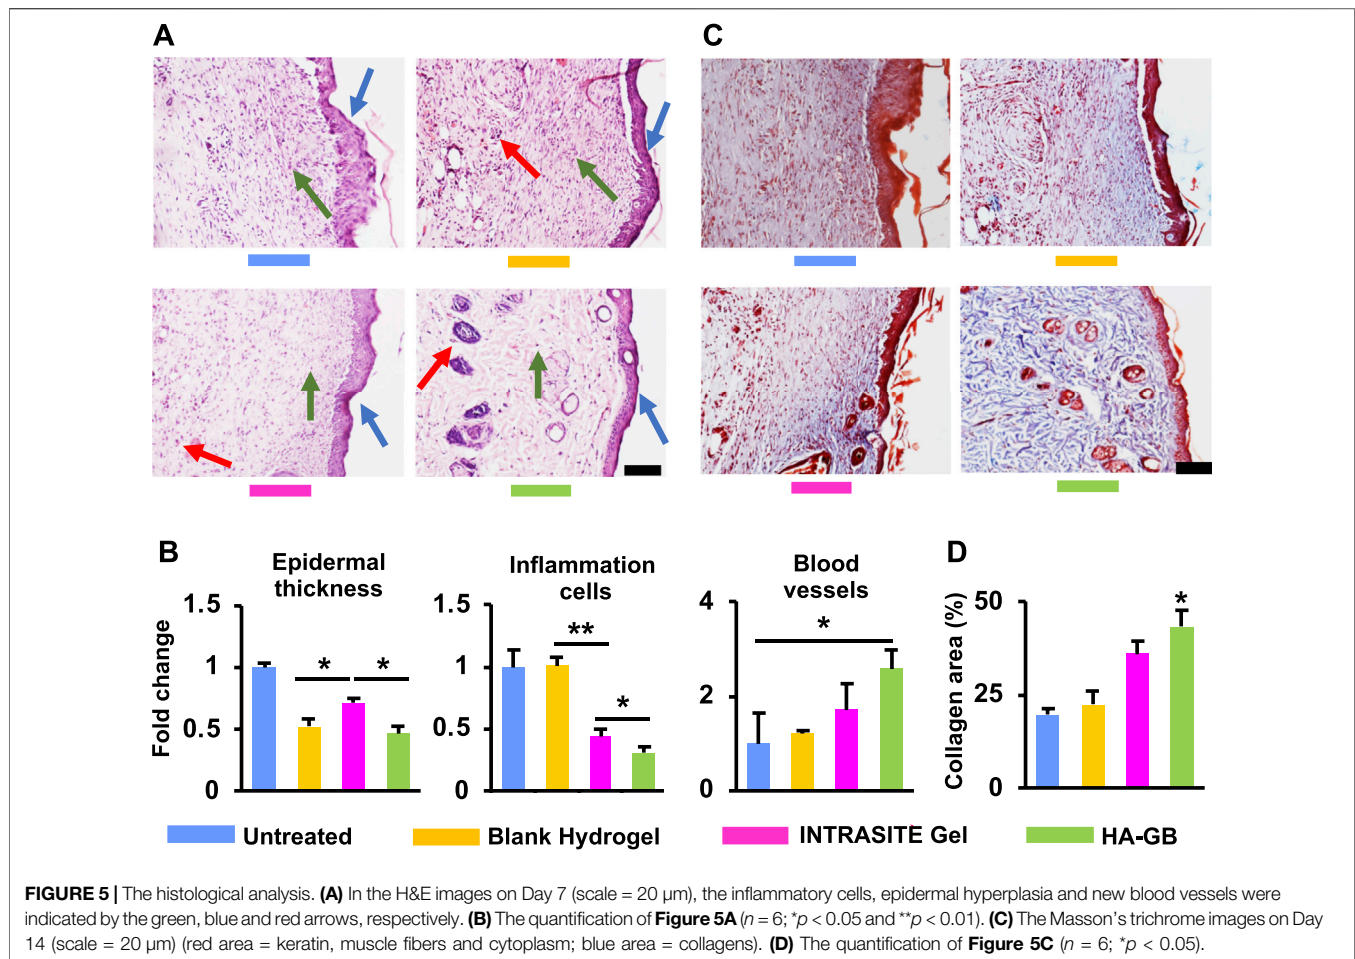 A
C
B
Epidermal
thickness
Fold change
1.5
1
0.5
0
*
*
Inflammation
cells
1.5
1
0.5
0
**
*
Blood
vessels
4
2
0
*
D
Collagen area (%)
50
25
0
*
Untreated
Blank Hydrogel
INTRASITE Gel
HA-GB
FIGURE 5 | The histological analysis. (A) In the H&E images on Day 7 (scale = 20 μm), the inflammatory cells, epidermal hyperplasia and new blood vessels were
indicated by the green, blue and red arrows, respectively. (B) The quantification of Figure 5A (n = 6; *p < 0.05 and **p < 0.01). (C) The Masson's trichrome images on Day
14 (scale = 20 μm) (red area = keratin, muscle fibers and cytoplasm; blue area = collagens). (D) The quantification of Figure 5C (n = 6; *p < 0.05).